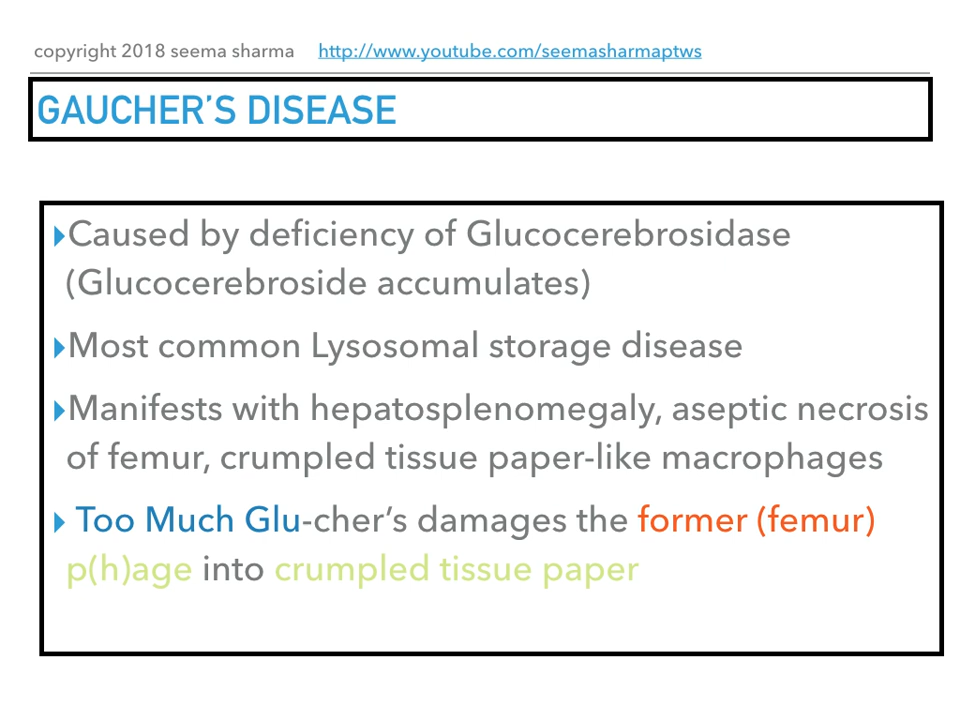 copyright 2018 seema sharma http://www.youtube.com/seemasharmaptws
GAUCHER'S DISEASE
▸Caused by deficiency of Glucocerebrosidase
(Glucocerebroside accumulates)
▸Most common Lysosomal storage disease
▸Manifests with hepatosplenomegaly, aseptic necrosis
of femur, crumpled tissue paper-like macrophages
▸ Too Much Glu-cher's damages the former (femur)
p(h)age into crumpled tissue paper